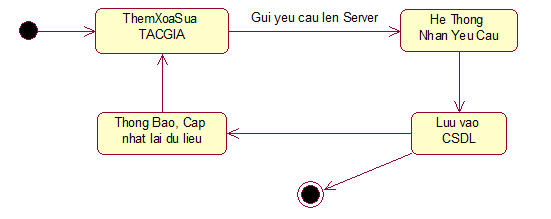 ThemXoaSua
TACGIA
Gui yeu cau len Server
He Thong
Nhan Yeu Cau
Thong Bao, Cap
nhat lai du lieu
Luu vao
CSDL